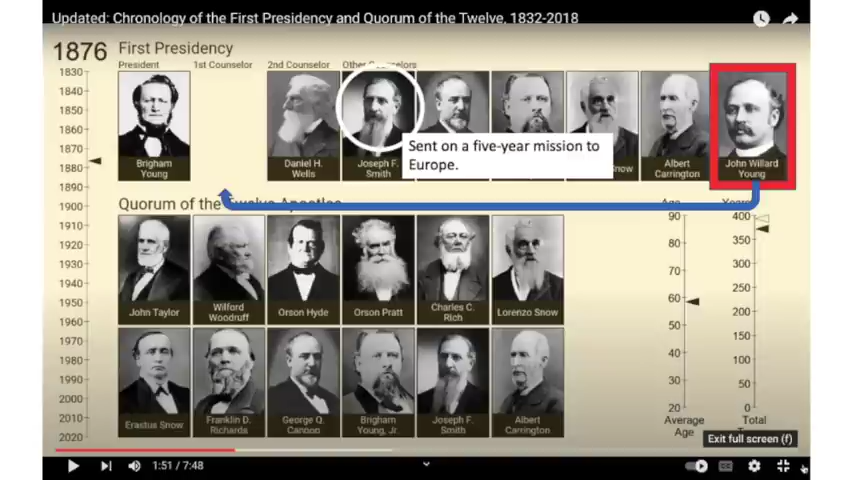 Updated: Chronology of the First Presidency and Quorum of the Twelve, 1832-2018
1876 First Presidency
President 1st Counselor 2nd Counselor Other Counselors
1830
1840
1850
1860
1870
1880
1890
1900
1910
1920
1930
1940
1950
1960
1970
1980
1990
2000
2010
2020
Brigham Young
Daniel H. Wells
Joseph F. Smith
Albert Carrington
John Willard Young
Sent on a five-year mission to
Europe.
Quorum of the Twelve Apostles
John Taylor
Wilford Woodruff
Orson Hyde
Orson Pratt
Charles C. Rich
Lorenzo Snow
Erastus Snow
Franklin D. Richards
George Q. Cannon
Brigham Young, Jr.
Joseph F. Smith
Albert Carrington
Age
90
80
70
60
50
40
30
20
Average
Age
Years
400
350
300
250
200
150
100
50
0
Total
Exit full screen (f)
1:51 / 7:48